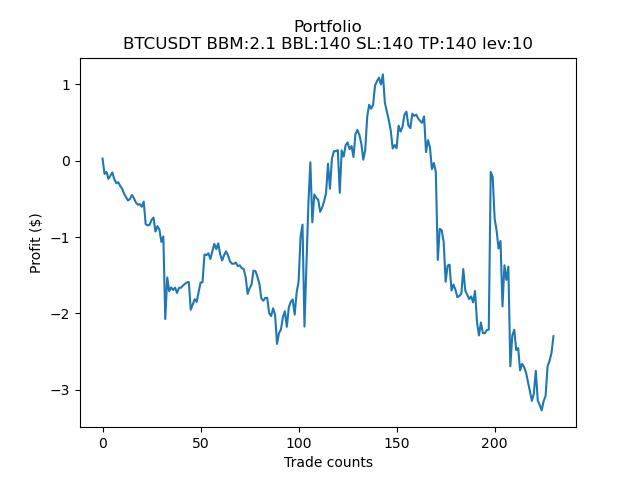 Portfolio
BTCUSDT BBM:2.1 BBL:140 SL:140 TP:140 lev:10
Profit ($)
1
0
−1
−2
−3
0 50 100 150 200
Trade counts